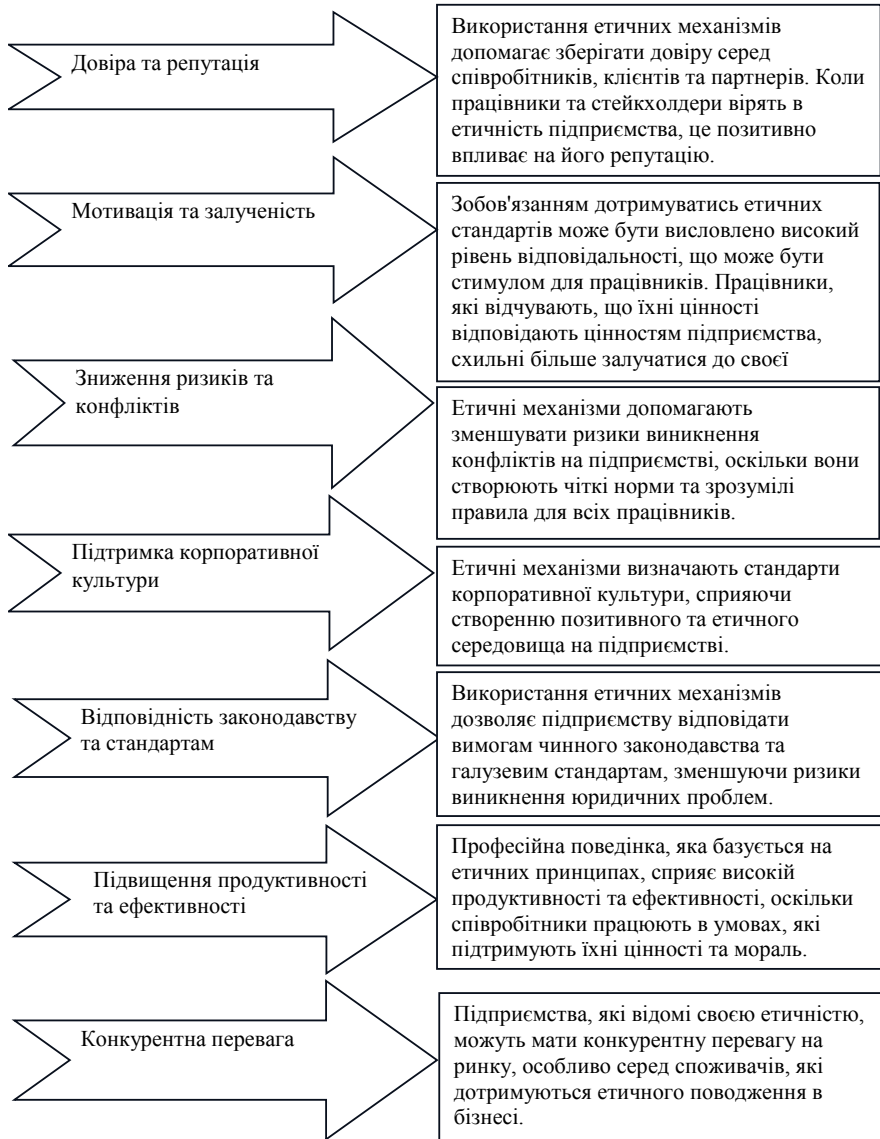 Довіра та репутація
Використання етичних механізмів
допомагає зберігати довіру серед
співробітників, клієнтів та партнерів. Коли
працівники та стейкхолдери вірять в
етичність підприємства, це позитивно
впливає на його репутацію.
Мотивація та залученість
Зобов'язанням дотримуватись етичних
стандартів може бути висловлено високий
рівень відповідальності, що може бути
стимулом для працівників. Працівники,
які відчувають, що їхні цінності
відповідають цінностям підприємства,
схильні більше залучатися до своєї
Зниження ризиків та
конфліктів
Етичні механізми допомагають
зменшувати ризики виникнення
конфліктів на підприємстві, оскільки вони
створюють чіткі норми та зрозумілі
правила для всіх працівників.
Підтримка корпоративної
культури
Етичні механізми визначають стандарти
корпоративної культури, сприяючи
створенню позитивного та етичного
середовища на підприємстві.
Відповідність законодавству
та стандартам
Використання етичних механізмів
дозволяє підприємству відповідати
вимогам чинного законодавства та
галузевим стандартам, зменшуючи ризики
виникнення юридичних проблем.
Підвищення продуктивності
та ефективності
Професійна поведінка, яка базується на
етичних принципах, сприяє високій
продуктивності та ефективності, оскільки
співробітники працюють в умовах, які
підтримують їхні цінності та мораль.
Конкурентна перевага
Підприємства, які відомі своєю етичністю,
можуть мати конкурентну перевагу на
ринку, особливо серед споживачів, які
дотримуються етичного поводження в
бізнесі.